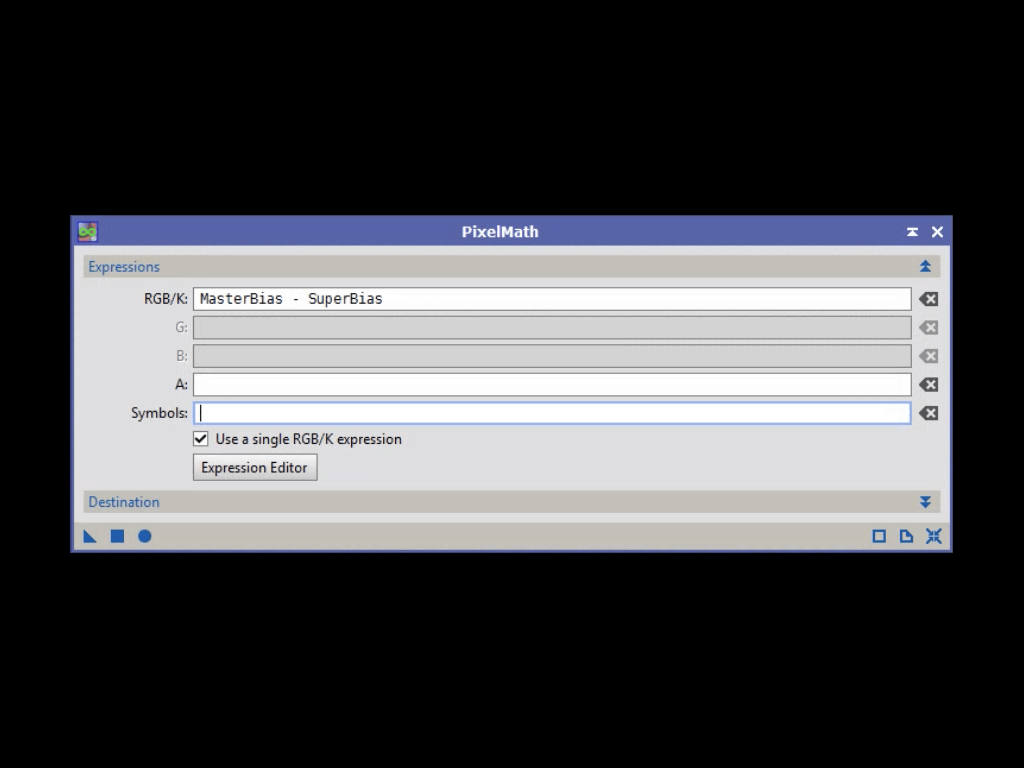 PixelMath
Expressions
RGB/K: MasterBias - SuperBias
G:
B:
A:
Symbols:
Use a single RGB/K expression
Expression Editor
Destination